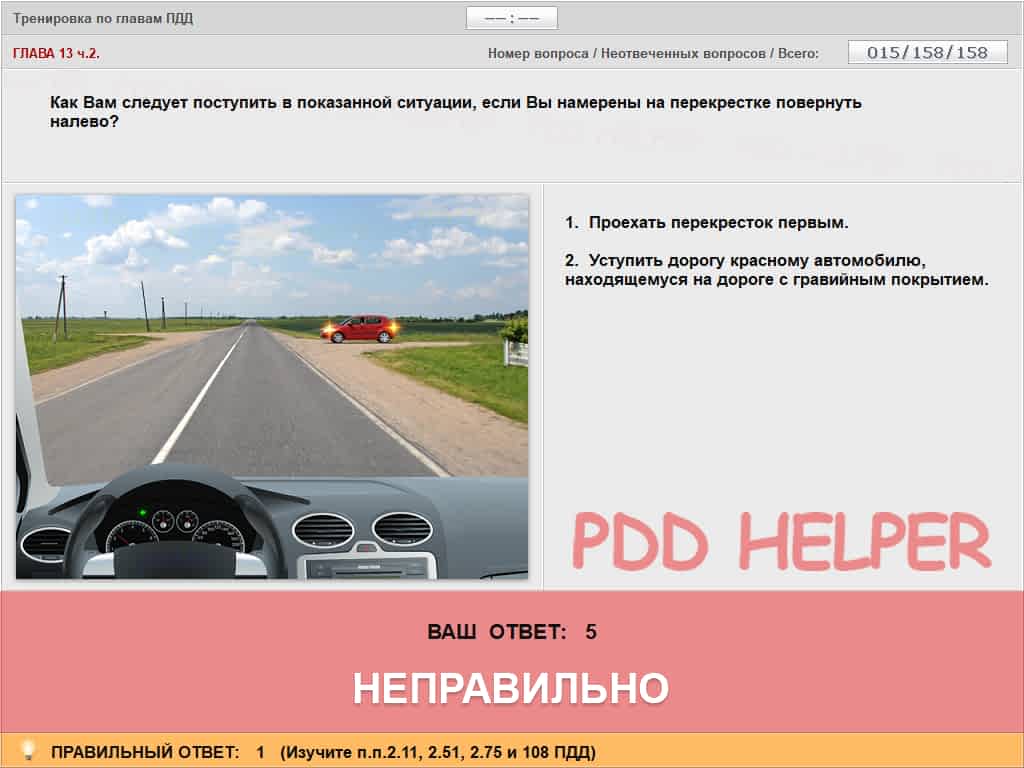 Тренировка по главам ПДД
—— : ——
ГЛАВА 13 ч.2.
Номер вопроса / Неотвеченных вопросов / Всего:
015/158/158
Как Вам следует поступить в показанной ситуации, если Вы намерены на перекрестке повернуть
налево?
1. Проехать перекресток первым.
2. Уступить дорогу красному автомобилю,
находящемуся на дороге с гравийным покрытием.
PDD HELPER
ВАШ ОТВЕТ: 5
НЕПРАВИЛЬНО
ПРАВИЛЬНЫЙ ОТВЕТ: 1 (Изучите п.п.2.11, 2.51, 2.75 и 108 ПДД)